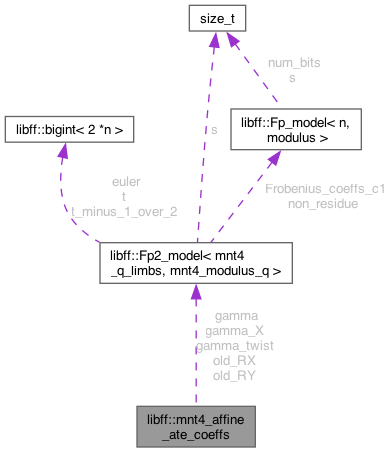 size_t
num_bits
s
libff::bigint< 2 *n >
s
libff::Fp_model< n,
modulus >
euler
t
t_minus_1_over_2
Frobenius_coeffs_c1
non_residue
libff::Fp2_model< mnt4
_q_limbs, mnt4_modulus_q >
gamma
gamma_X
gamma_twist
old_RX
old_RY
libff::mnt4_affine
_ate_coeffs